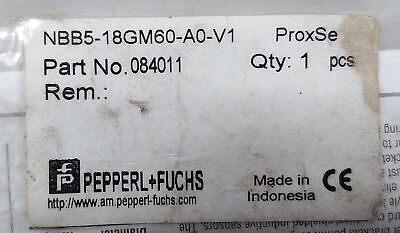 NBB5-18GM60-A0-V1 ProxSe
Part No. 084011 Qty: 1 pcs
Rem.:
PEPPERL+FUCHS
http://www.am.pepperl-fuchs.com
Made in
Indonesia
CE